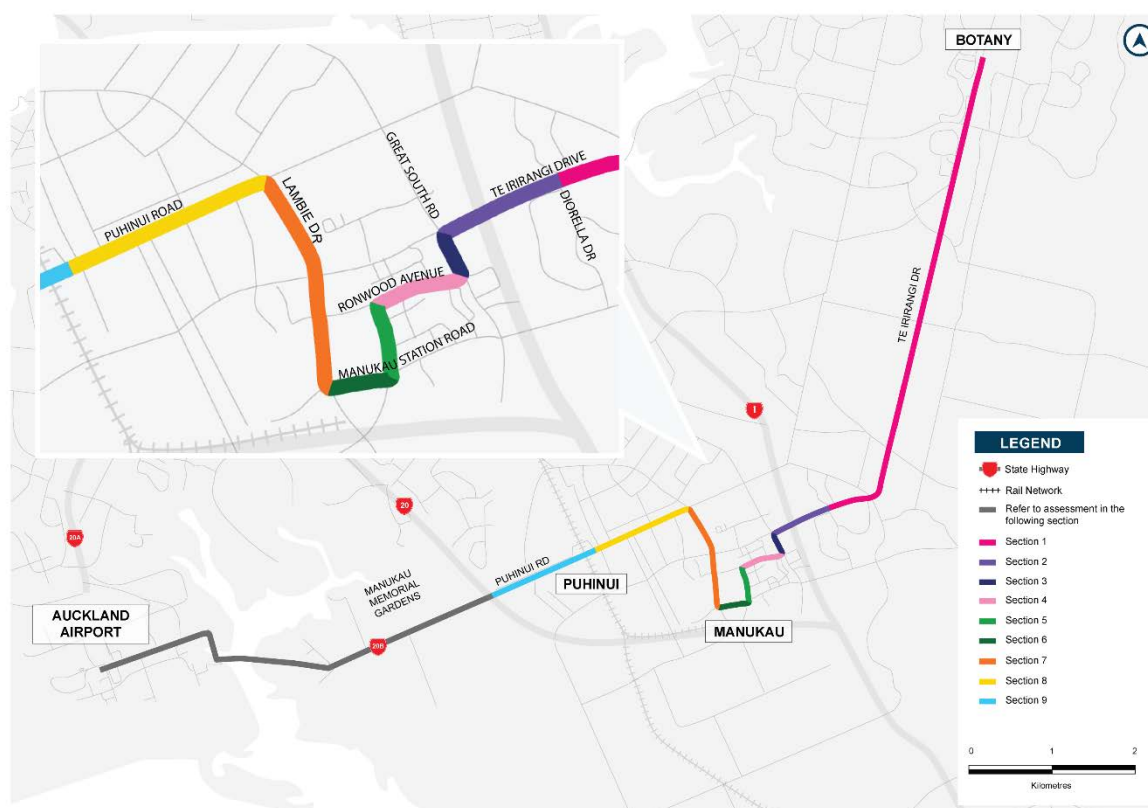 BOTANY
GREAT SOUTH RD
TE IRIRANGI DRIVE
LAMBIE DR
DIORELLA DR
PUHINUI ROAD
RONWOOD AVENUE
MANUKAU STATION ROAD
TE IRIRANGI DR
1
20
20A
MANUKAU
MEMORIAL
GARDENS
PUHINUI RD
PUHINUI
AUCKLAND
AIRPORT
20B
MANUKAU
LEGEND
State Highway
Rail Network
Refer to assessment in the
following section
Section 1
Section 2
Section 3
Section 4
Section 5
Section 6
Section 7
Section 8
Section 9
0 1 2
Kilometres